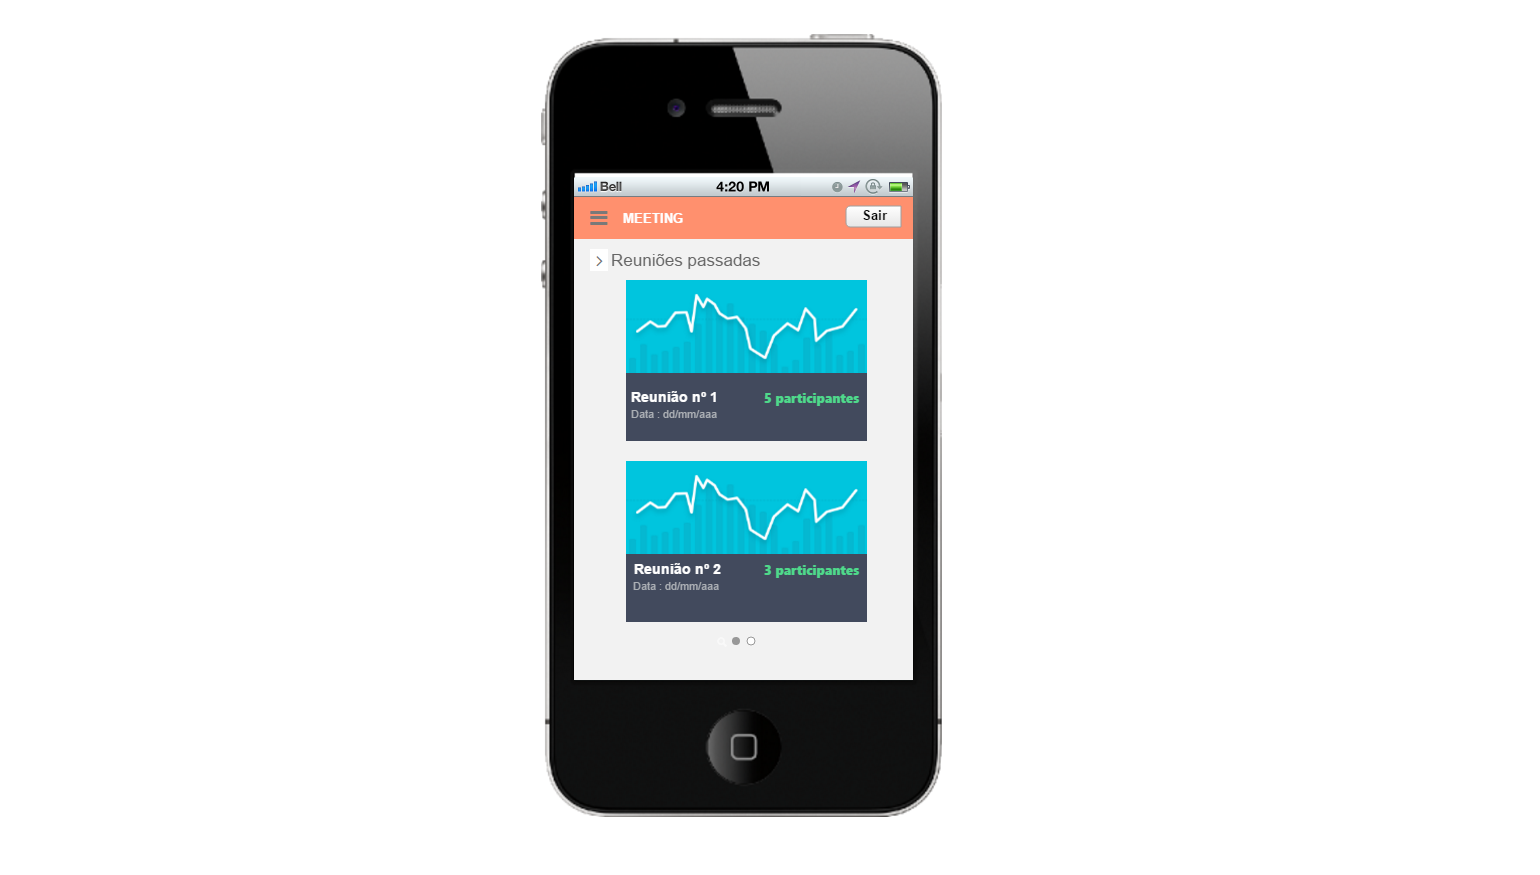 Bell 4:20 PM
MEETING Sair
Reuniões passadas
Reunião nº 1 5 participantes
Data : dd/mm/aaa
Reunião nº 2 3 participantes
Data : dd/mm/aaa